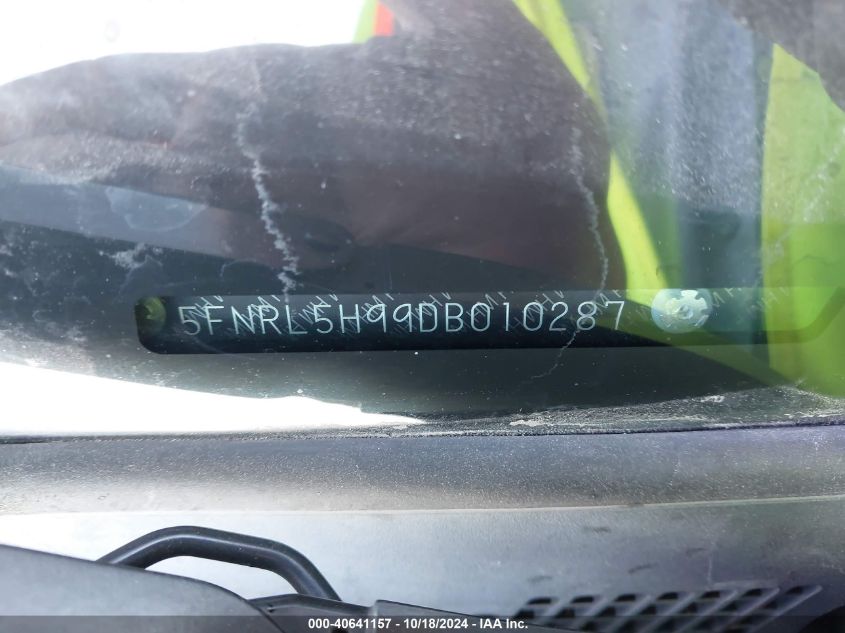 5FNRL5H99DB010287
000-40641157 - 10/18/2024 - IAA Inc.